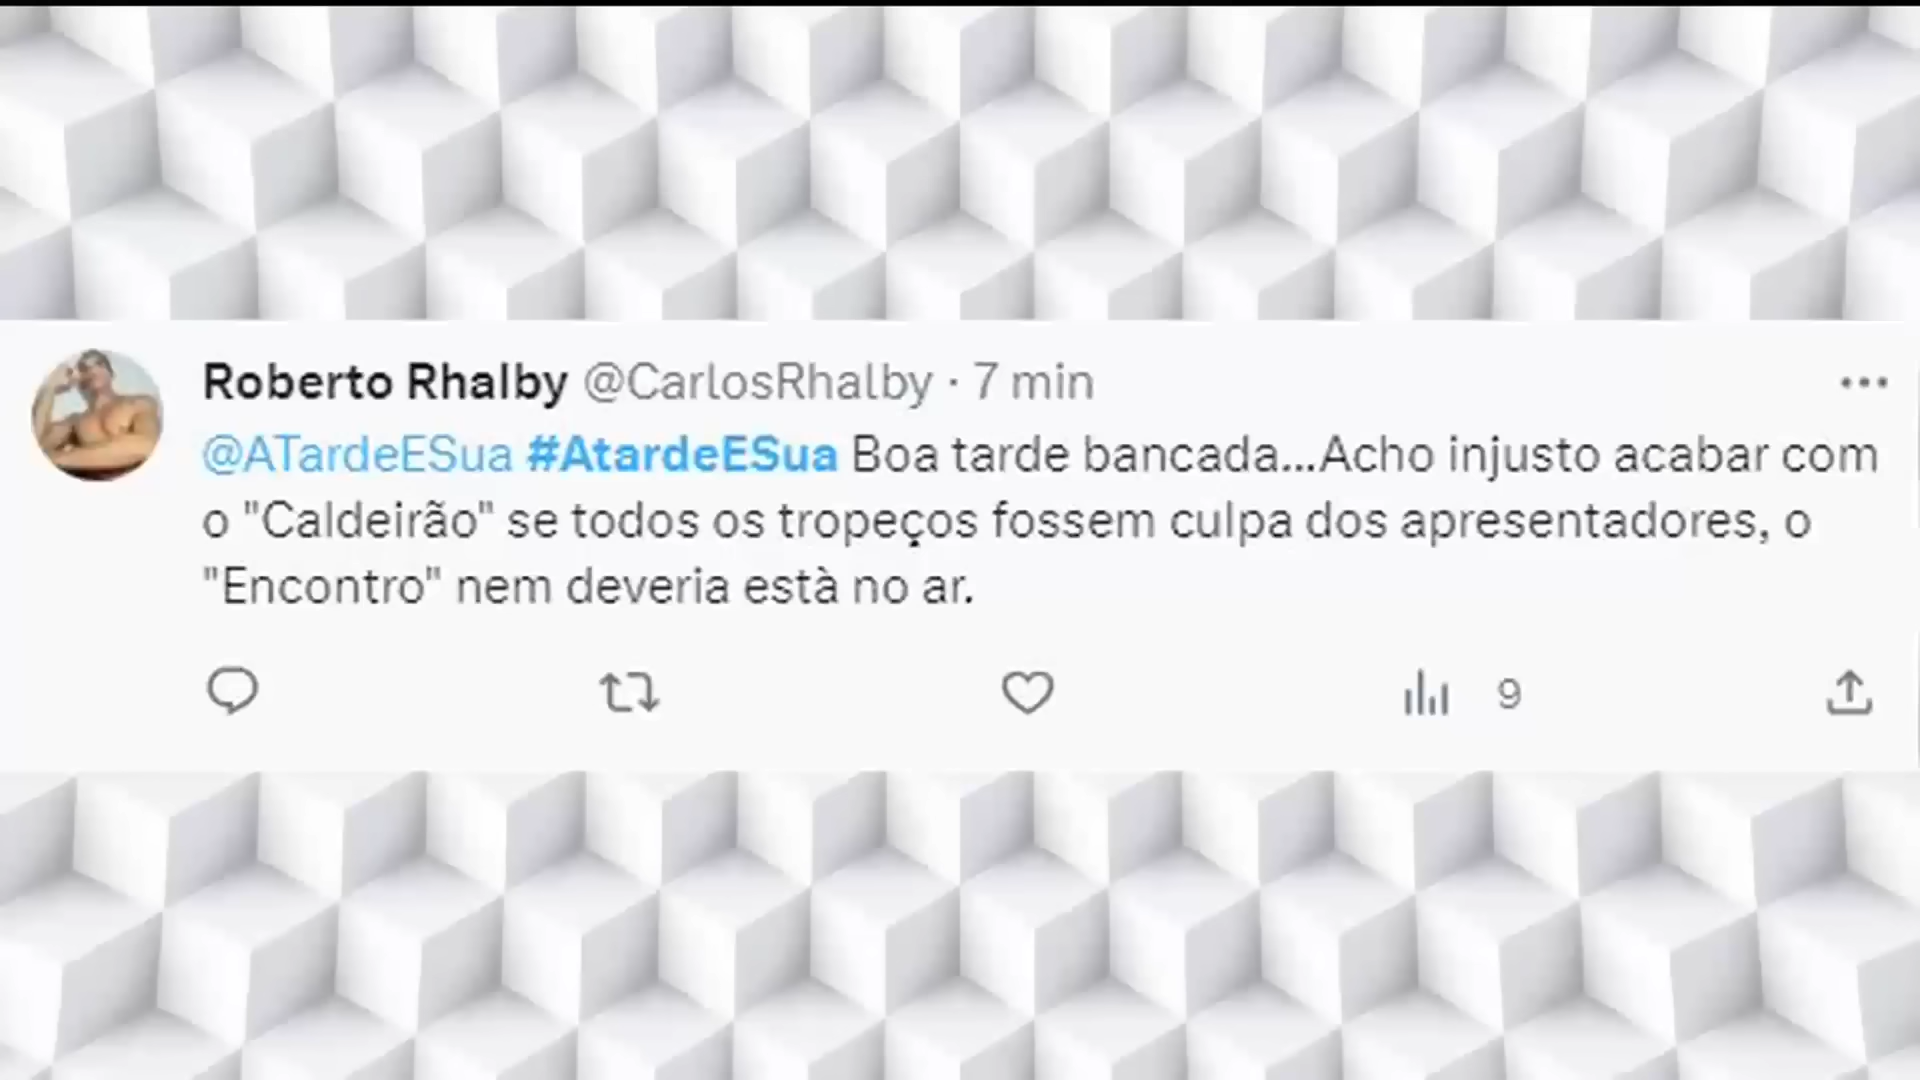 Roberto Rhalby @CarlosRhalby · 7 min
@ATardeESua #AtardeESua Boa tarde bancada...Acho injusto acabar com
o "Caldeirão" se todos os tropeços fossem culpa dos apresentadores, o
"Encontro" nem deveria està no ar.
9